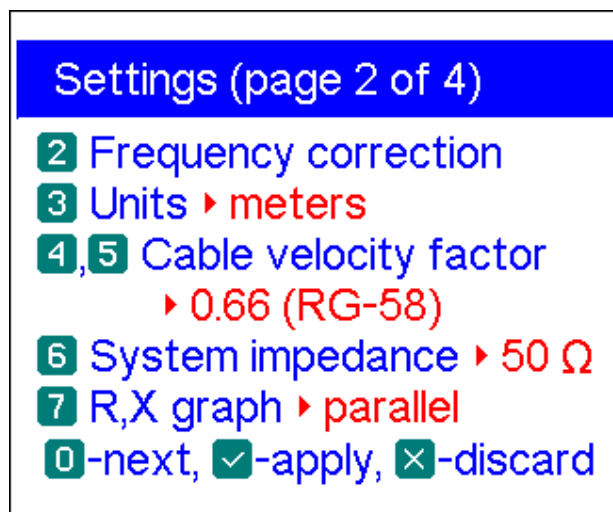 Settings (page 2 of 4)
2 Frequency correction
3 Units ▸ meters
4,5 Cable velocity factor
▸ 0.66 (RG-58)
6 System impedance ▸ 50 Ω
7 R,X graph ▸ parallel
0-next, ✓-apply, ✕-discard